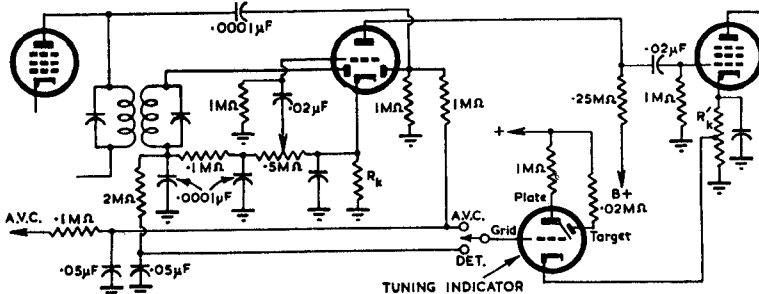 .0001µF
.02µF
1MΩ
.02µF
1MΩ
1MΩ
.25MΩ
1MΩ
R'k
.1MΩ
.5MΩ
Rk
+
1MΩ
B+
2MΩ
.0001µF
Plate
.02MΩ
A.V.C.
.1MΩ
A.V.C.
Grid
Target
DET.
.05µF
.05µF
TUNING INDICATOR